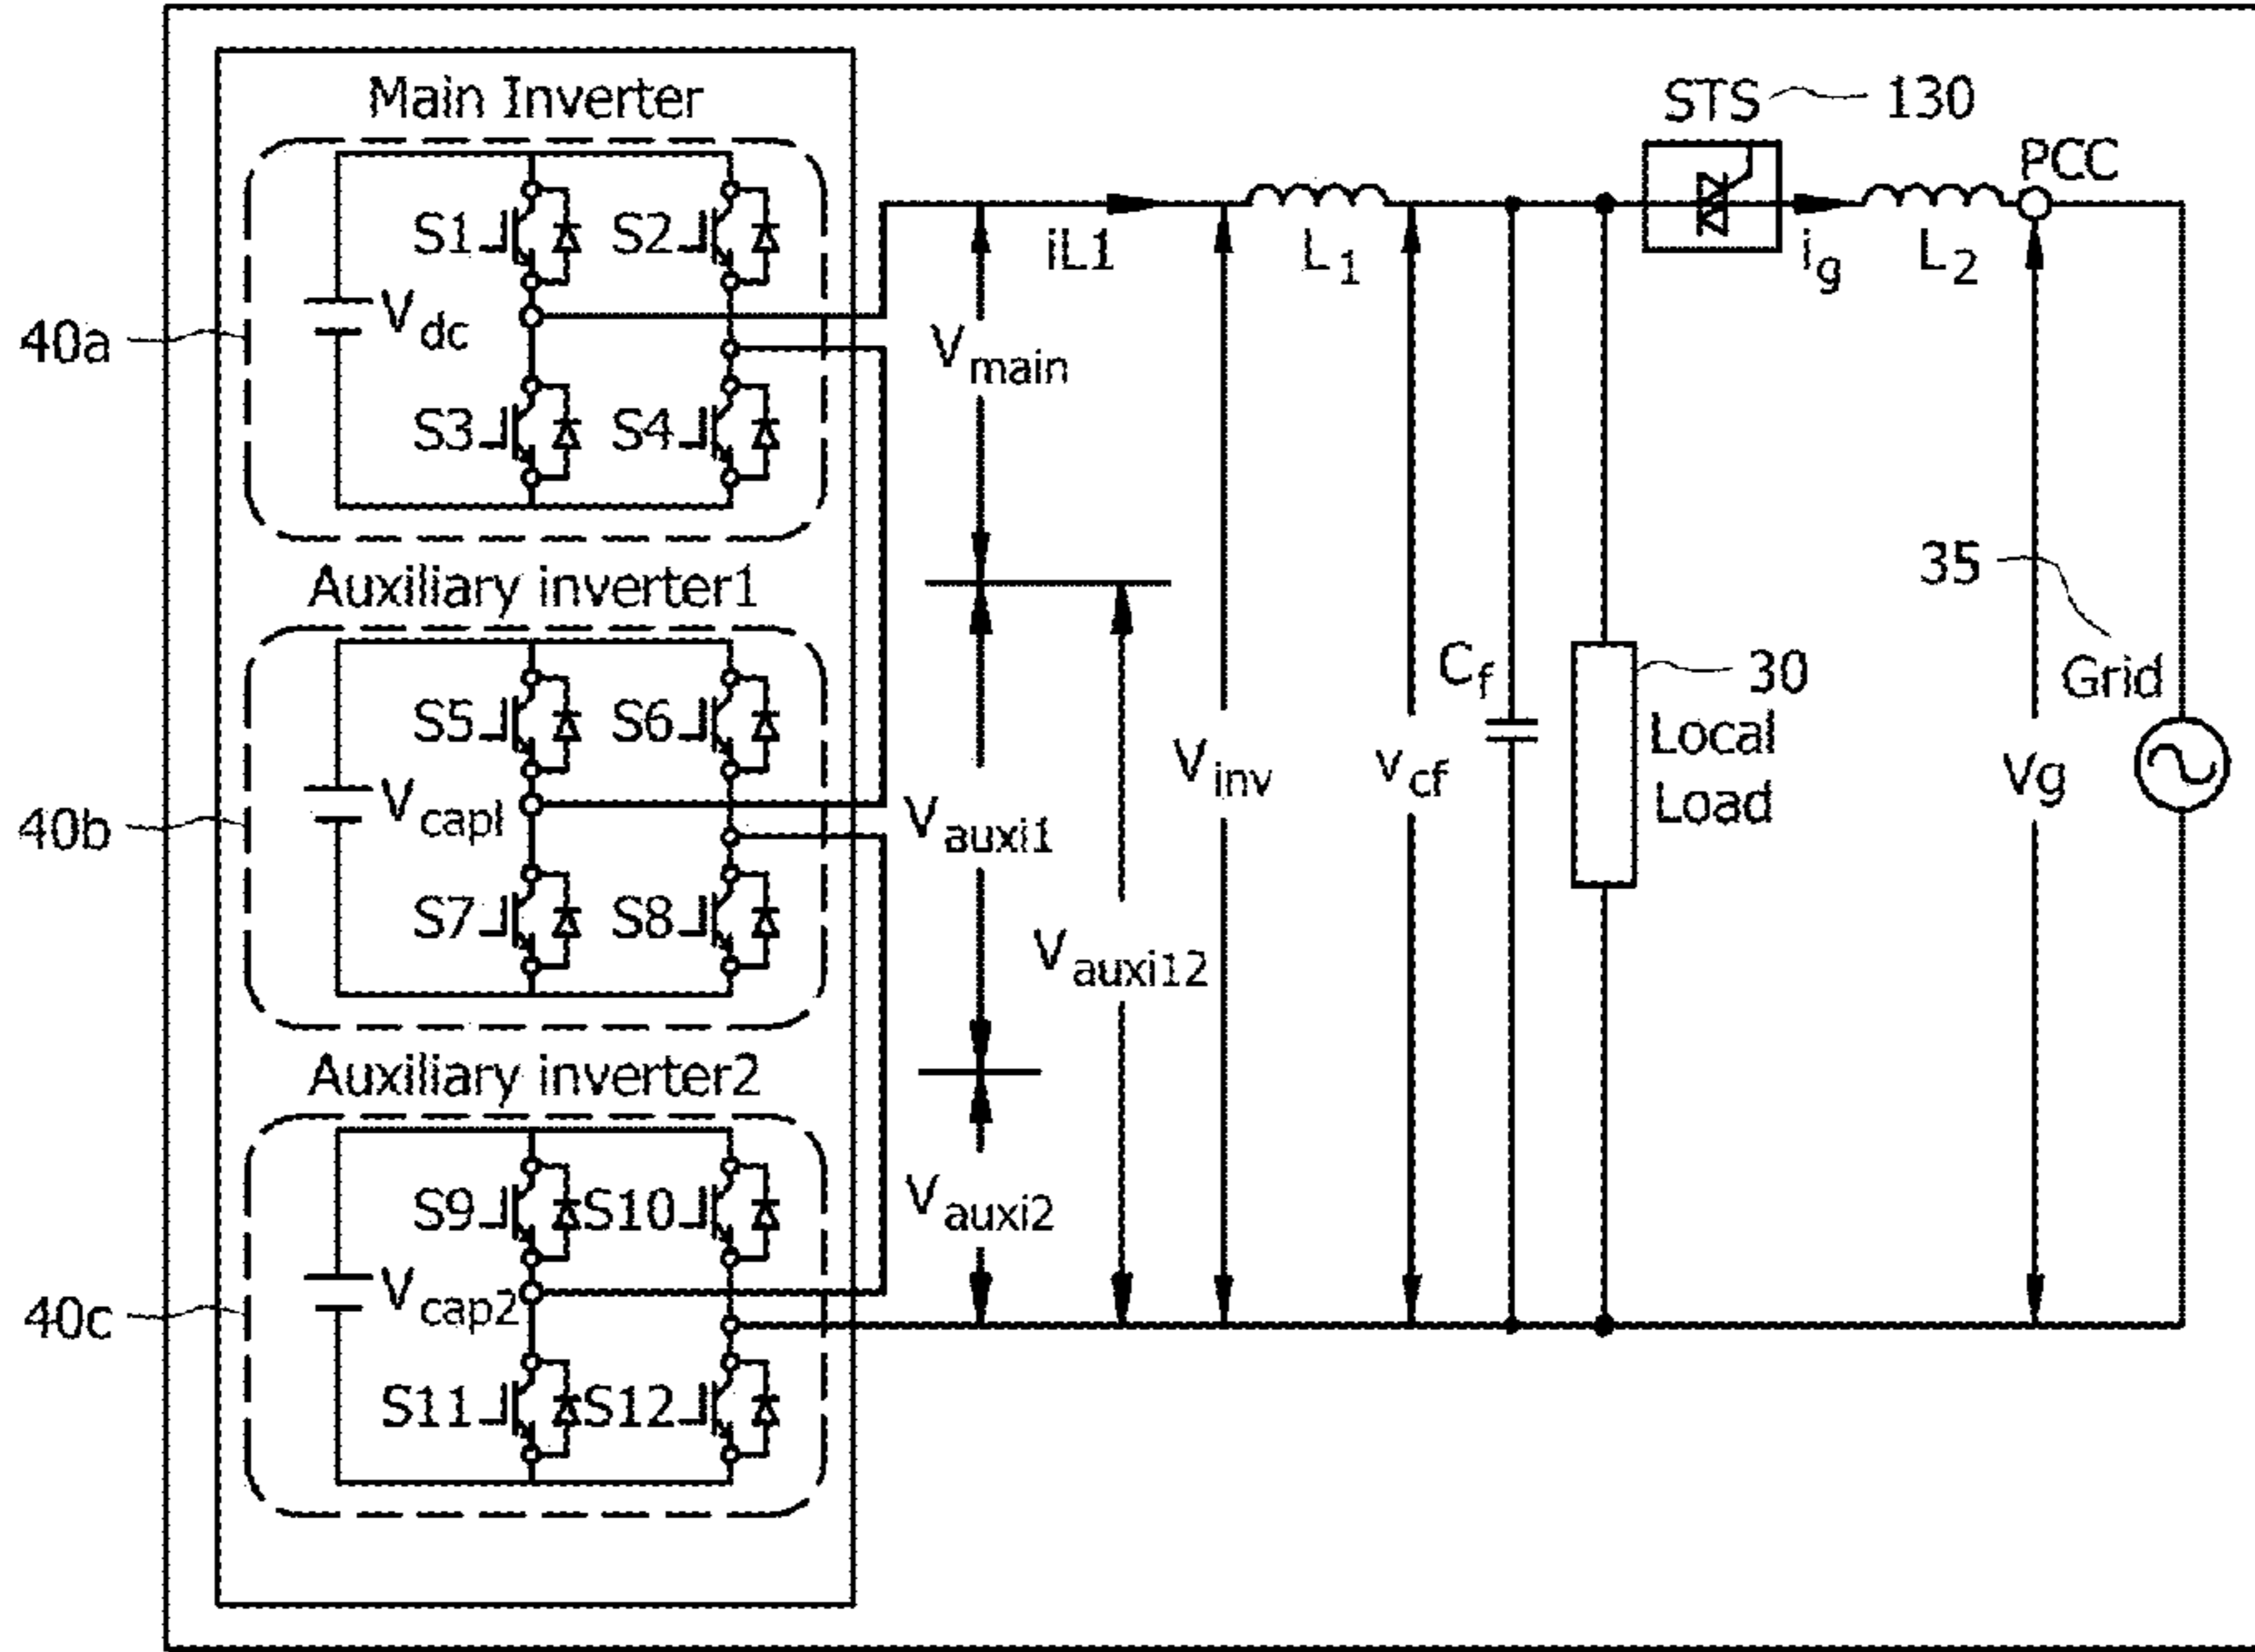 Main Inverter
STS 130
PCC
S1
S2
iL1
L1
ig
L2
Vdc
40a
Vmain
S3
S4
35
Auxiliary inverter1
Grid
Cf
30
Local
Load
S5
S6
Vinv
vcf
Vg
Vcap1
40b
Vauxi1
S7
S8
Vauxi12
Auxiliary inverter2
S9
S10
Vauxi2
Vcap2
40c
S11
S12